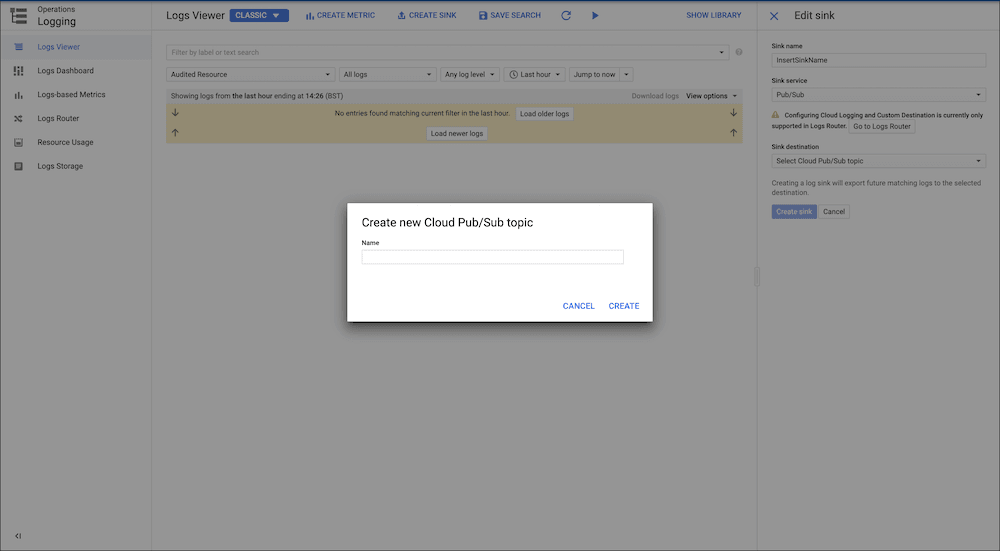 Operations
Logging
Logs Viewer
Logs Dashboard
Logs-based Metrics
Logs Router
Resource Usage
Logs Storage
Logs Viewer CLASSIC CREATE METRIC CREATE SINK SAVE SEARCH SHOW LIBRARY
Filter by label or text search
Audited Resource All logs Any log level Last hour Jump to now
Showing logs from the last hour ending at 14:26 (BST) Download logs View options
No entries found matching current filter in the last hour. Load older logs
Load newer logs
Create new Cloud Pub/Sub topic
Name
CANCEL CREATE
Edit sink
Sink name
InsertSinkName
Sink service
Pub/Sub
Configuring Cloud Logging and Custom Destination is currently only
supported in Logs Router. Go to Logs Router
Sink destination
Select Cloud Pub/Sub topic
Creating a log sink will export future matching logs to the selected
destination.
Create sink Cancel